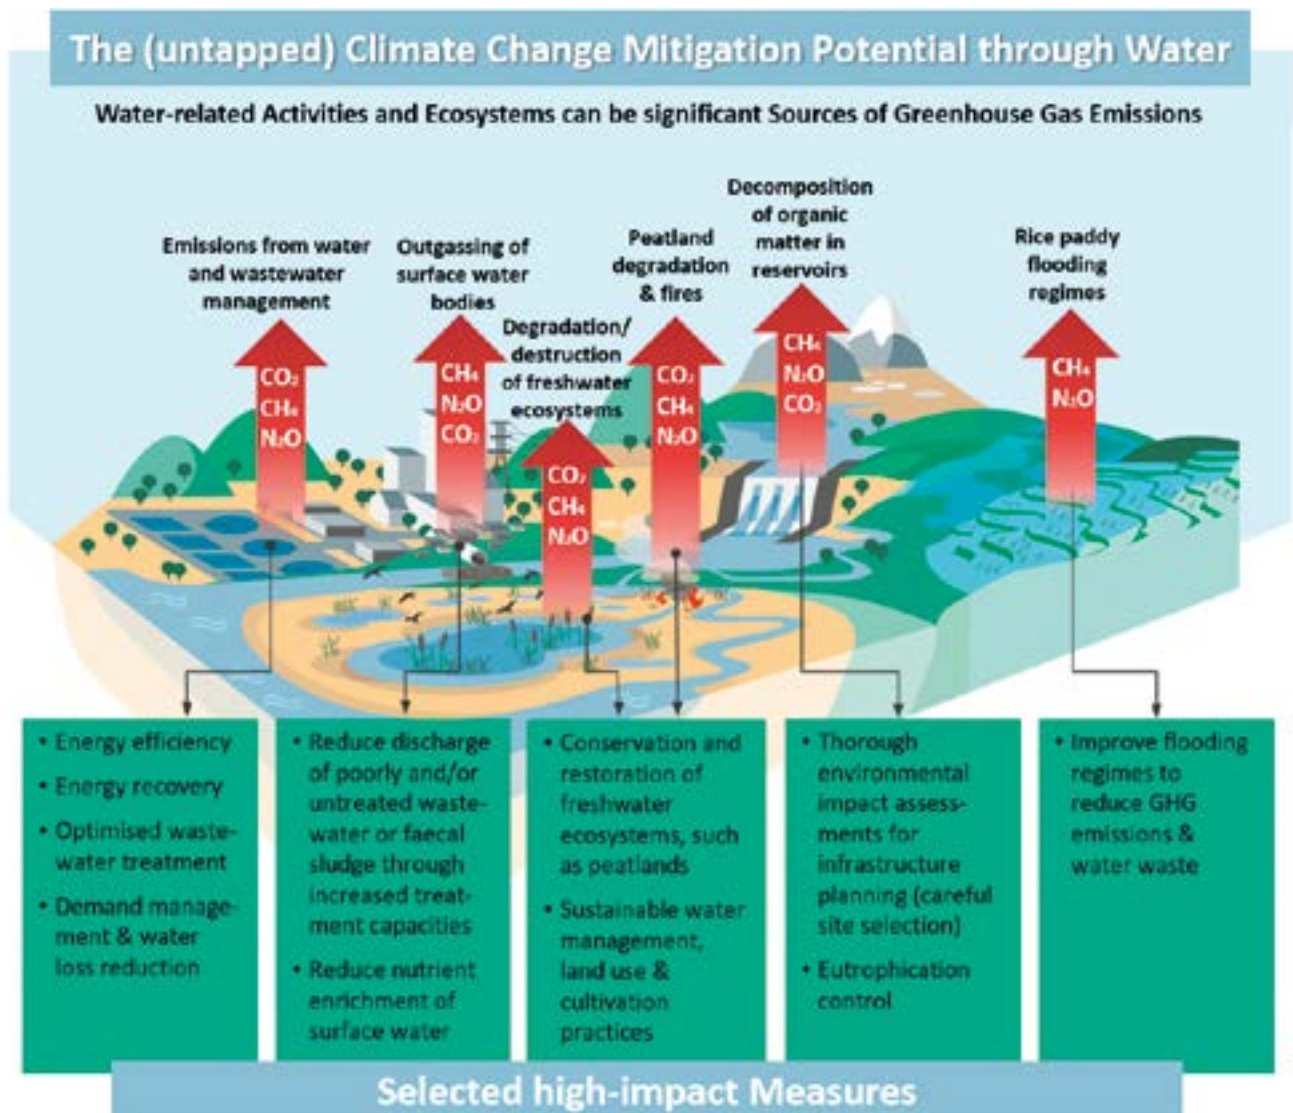 The (untapped) Climate Change Mitigation Potential through Water
Water-related Activities and Ecosystems can be significant Sources of Greenhouse Gas Emissions
Emissions from water
and wastewater
management
CO₂
CH₄
N₂O
Outgassing of
surface water
bodies
CH₄
N₂O
CO₂
Degradation/
destruction
of freshwater
ecosystems
CO₂
CH₄
N₂O
Peatland
degradation
& fires
CO₂
CH₄
N₂O
Decomposition
of organic
matter in
reservoirs
CH₄
N₂O
CO₂
Rice paddy
flooding
regimes
CH₄
N₂O
• Energy efficiency
• Energy recovery
• Optimised waste-
water treatment
• Demand manage-
ment & water
loss reduction
• Reduce discharge
of poorly and/or
untreated waste-
water or faecal
sludge through
increased treat-
ment capacities
• Reduce nutrient
enrichment of
surface water
• Conservation and
restoration of
freshwater
ecosystems, such
as peatlands
• Sustainable water
management,
land use &
cultivation
practices
• Thorough
environmental
impact assess-
ments for
infrastructure
planning (careful
site selection)
• Eutrophication
control
• Improve flooding
regimes to
reduce GHG
emissions &
water waste
Selected high-impact Measures